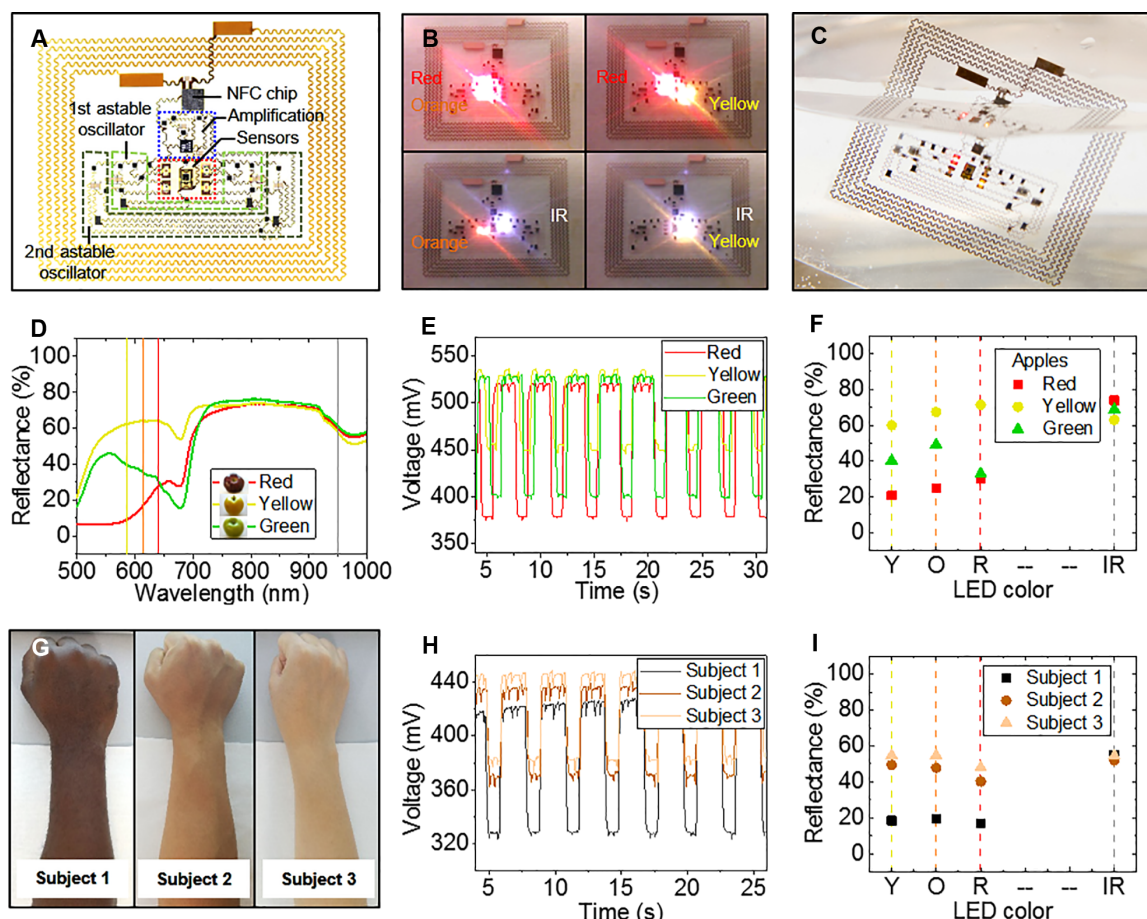 A
NFC chip
1st astable
oscillator
Amplification
Sensors
2nd astable
oscillator
B
Red
Orange
Yellow
Orange
IR
IR
Yellow
C
D
Reflectance (%)
100
80
60
40
20
0
Red
Yellow
Green
500 600 700 800 900 1000
Wavelength (nm)
E
Voltage (mV)
550
500
450
400
350
Red
Yellow
Green
5 10 15 20 25 30
Time (s)
F
Reflectance (%)
100
80
60
40
20
0
Apples
Red
Yellow
Green
Y O R -- -- IR
LED color
G
Subject 1
Subject 2
Subject 3
H
Voltage (mV)
440
400
360
320
Subject 1
Subject 2
Subject 3
5 10 15 20 25
Time (s)
I
Refledtance (%)
100
80
60
40
20
0
Subject 1
Subject 2
Subject 3
Y O R -- -- IR
LED color